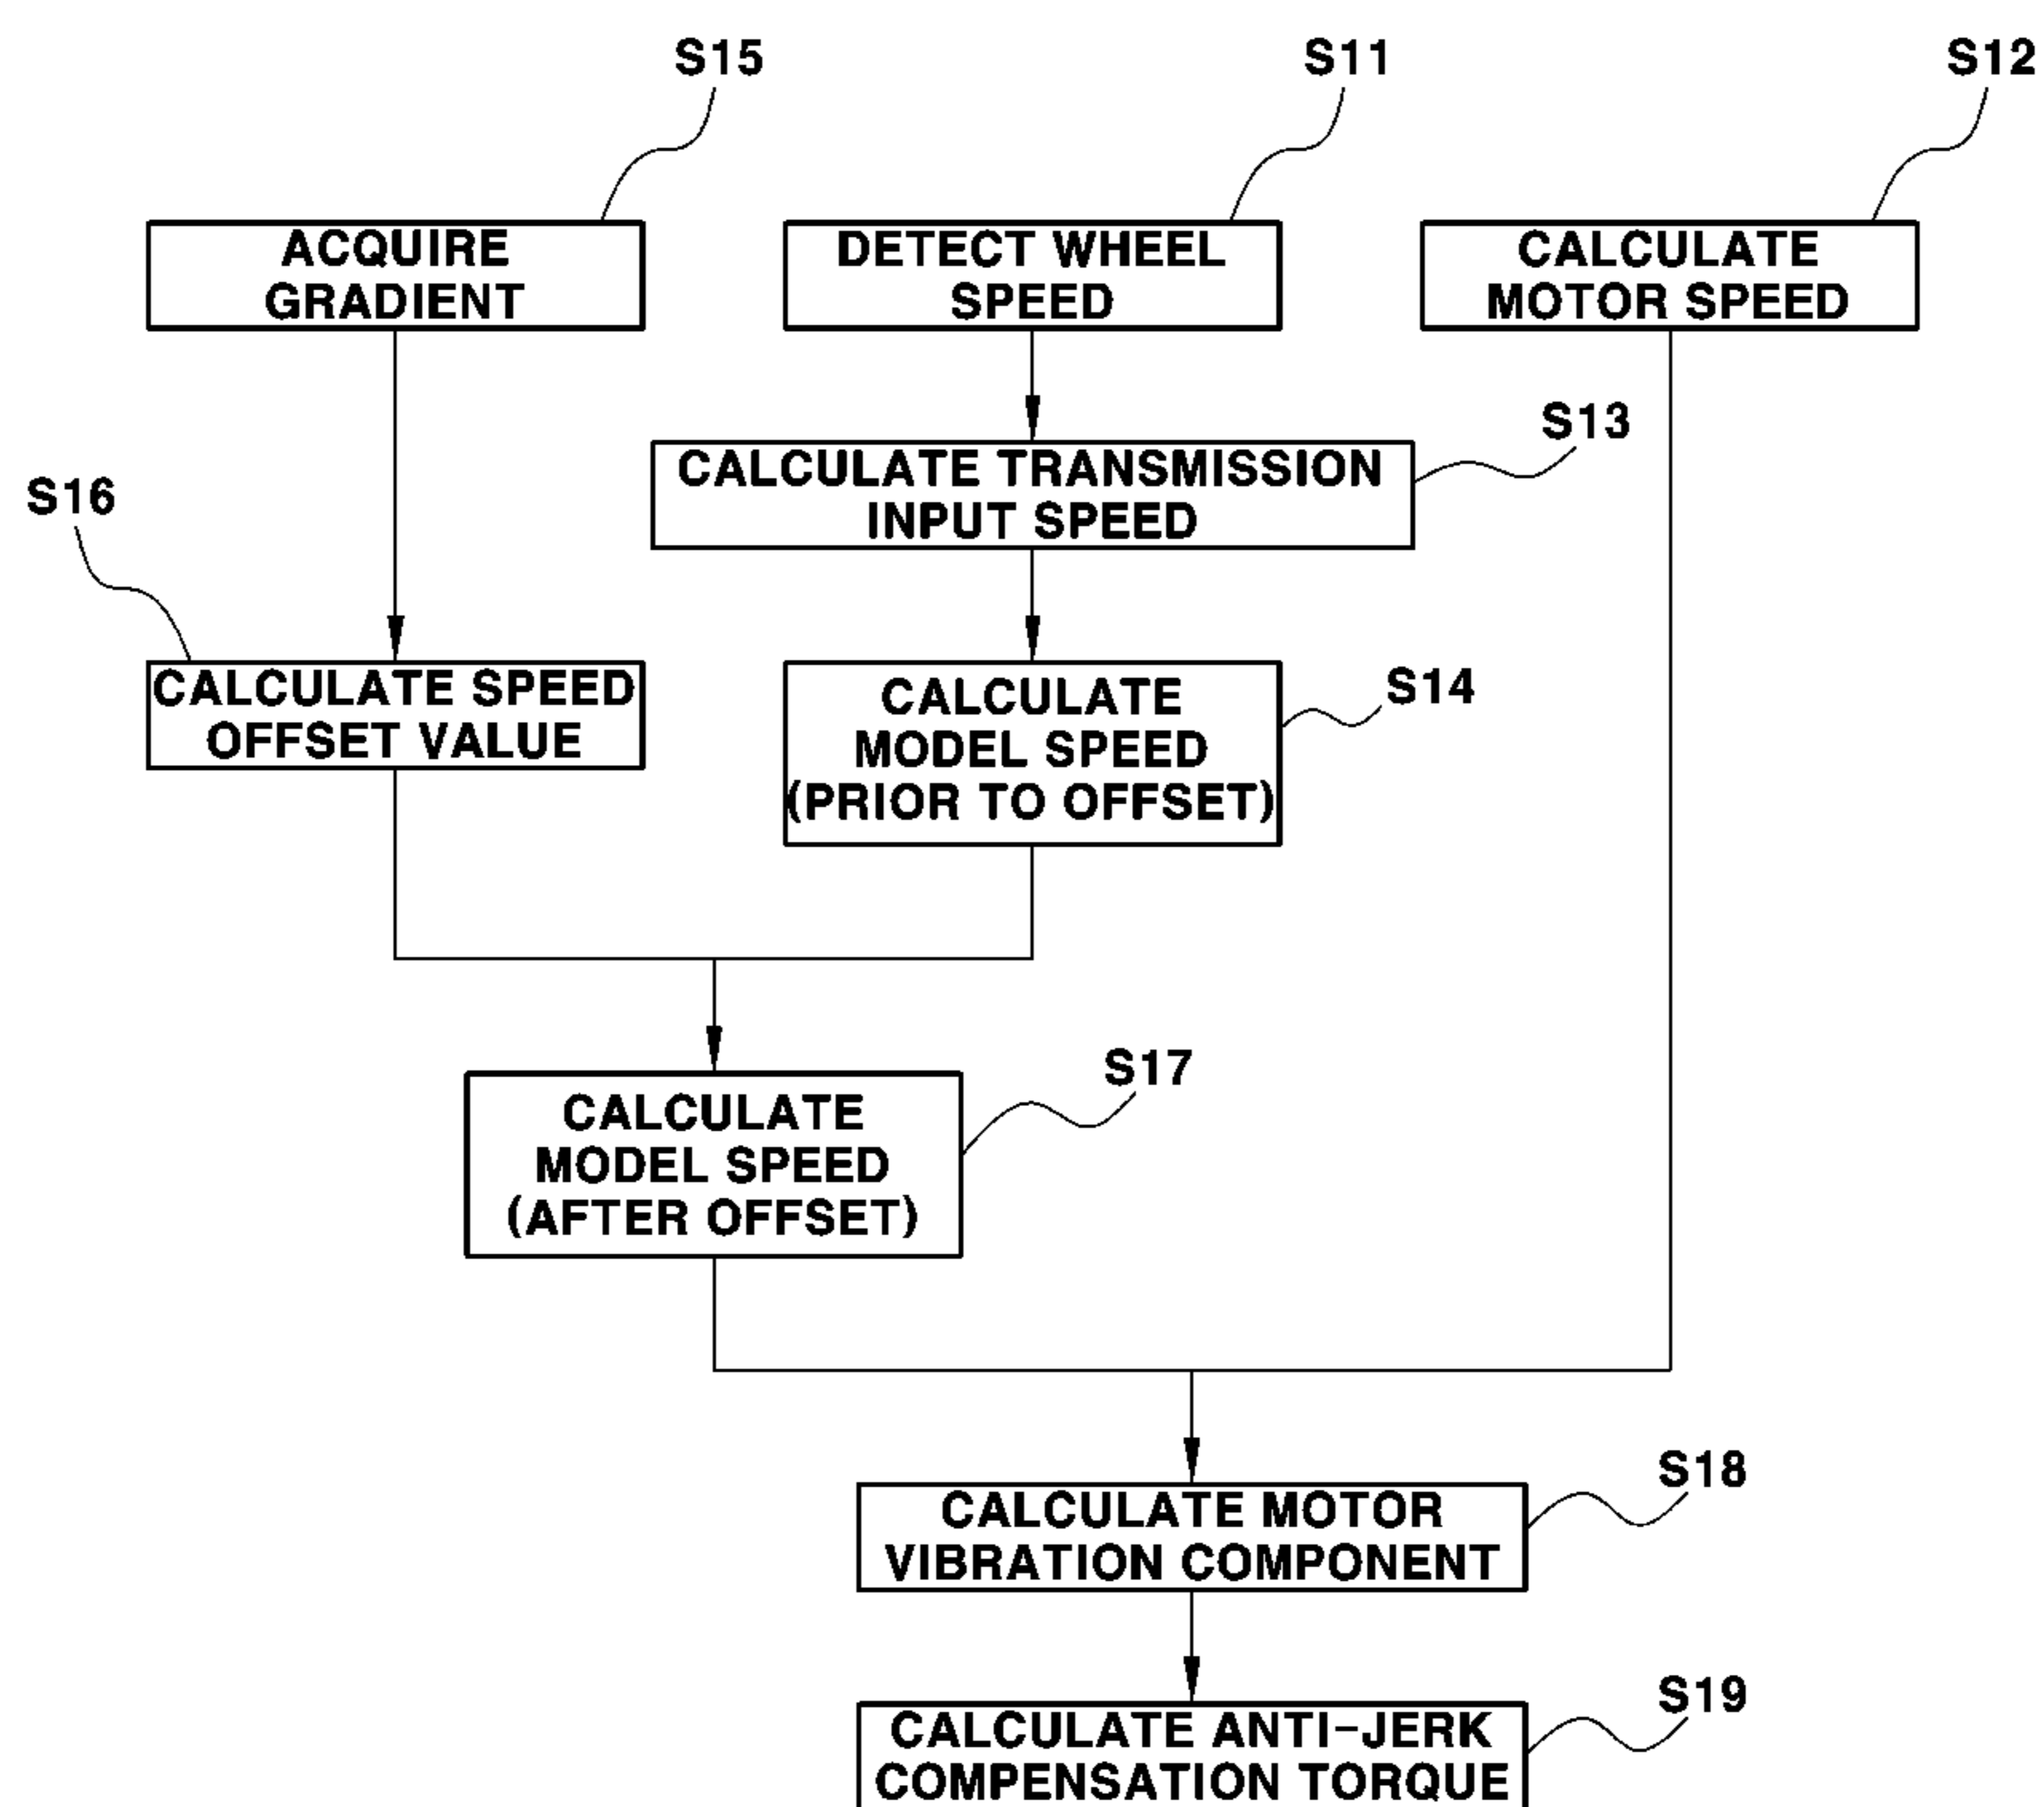 S15
S11
S12
ACQUIRE
GRADIENT
DETECT WHEEL
SPEED
CALCULATE
MOTOR SPEED
S13
CALCULATE TRANSMISSION
INPUT SPEED
S16
CALCULATE SPEED
OFFSET VALUE
S14
CALCULATE
MODEL SPEED
(PRIOR TO OFFSET)
S17
CALCULATE
MODEL SPEED
(AFTER OFFSET)
S18
CALCULATE MOTOR
VIBRATION COMPONENT
S19
CALCULATE ANTI-JERK
COMPENSATION TORQUE